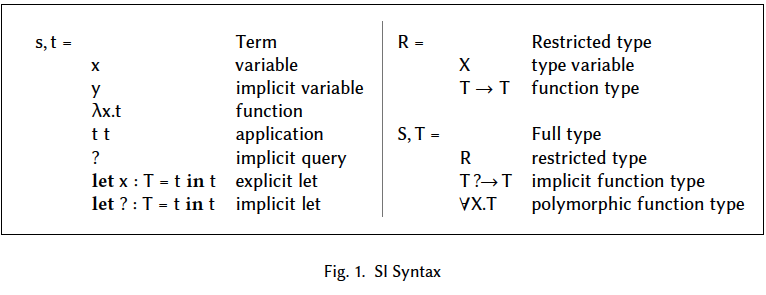 s, t = Term
x variable
y implicit variable
λx.t function
t t application
? implicit query
let x : T = t in t explicit let
let ? : T = t in t implicit let
R = Restricted type
X type variable
T → T function type
S, T = Full type
R restricted type
T ?→ T implicit function type
∀X.T polymorphic function type
Fig. 1. SI Syntax